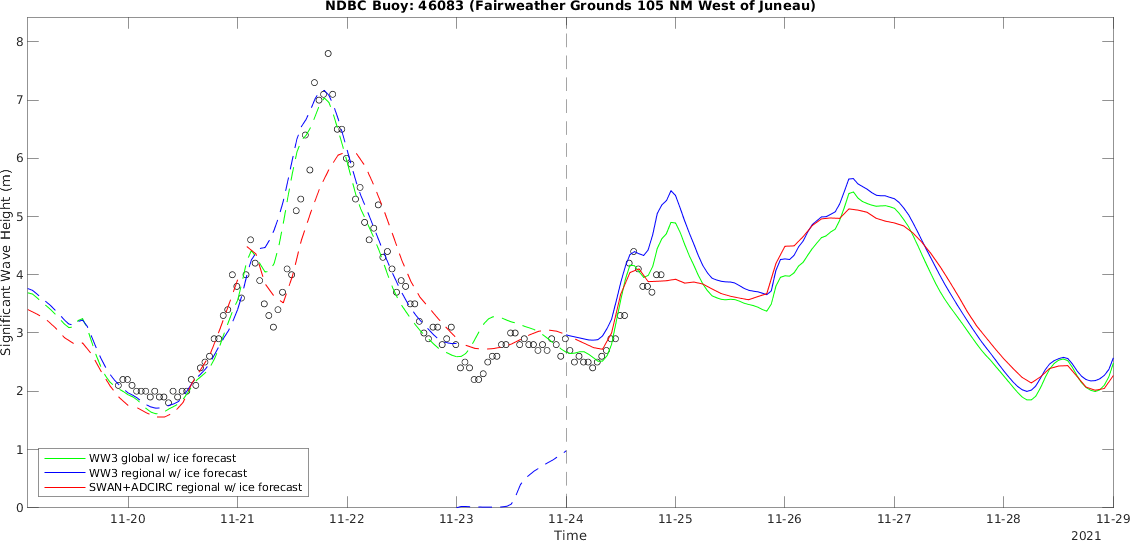 NDBC Buoy: 46083 (Fairweather Grounds 105 NM West of Juneau)
Significant Wave Height (m)
8
7
6
5
4
3
2
1
0
WW3 global w/ ice forecast
WW3 regional w/ ice forecast
SWAN+ADCIRC regional w/ ice forecast
11-20 11-21 11-22 11-23 11-24 11-25 11-26 11-27 11-28 11-29
Time
2021